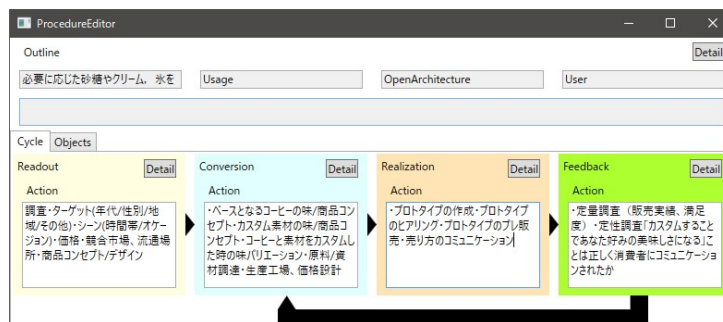 ProcedureEditor
Outline
Detail
必要に応じた砂糖やクリーム，氷を
Usage
OpenArchitecture
User
Cycle
Objects
Readout
Detail
Action
調査・ターゲット(年代/性別/地
域/その他)・シーン(時間帯/オケー
ジョン)・価格・競合市場、流通場
所・商品コンセプト/デザイン
Conversion
Detail
Action
・ベースとなるコーヒーの味/商品コン
セプト・カスタム素材の味/商品コ
ンセプト・コーヒーと素材をカスタムし
た時の味バリエーション・原料/資
材調達・生産工場、価格設計
Realization
Detail
Action
・プロトタイプの作成・プロトタイプ
のヒアリング・プロトタイプのプレ販
売・売り方のコミュニケーション
Feedback
Detail
Action
・定量調査（販売実績、満足
度）・定性調査「カスタムすること
であなた好みの美味しさになる」こ
とは正しく消費者にコミュニケーショ
ンされたか